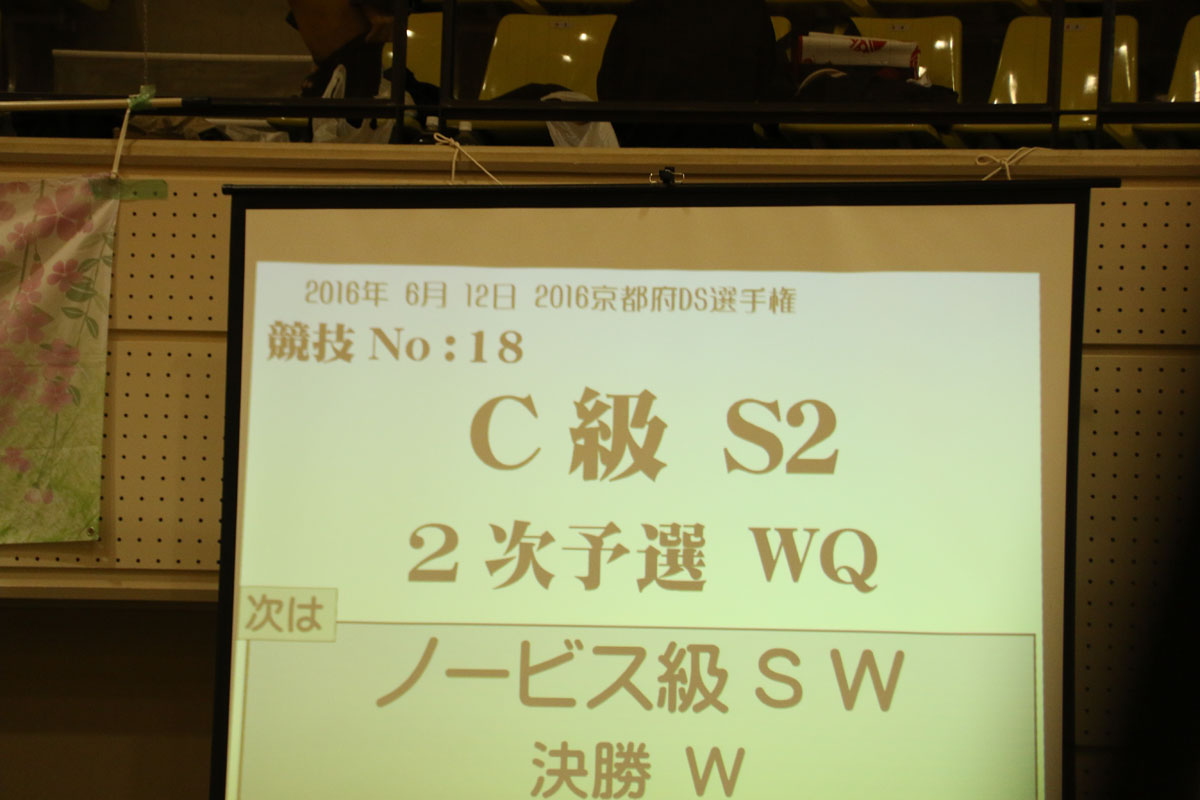 2016年 6月 12日 2016京都府DS選手権
競技 No : 18
C 級 S2
2 次予選 WQ
次は
ノービス級 S W
決勝 W